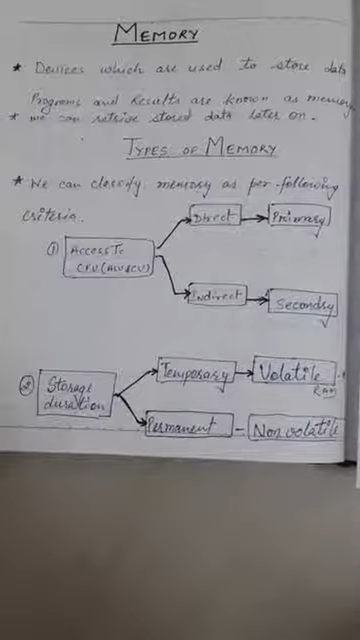 MEMORY
* Devices which are used to store data
Programs and Results are known as memory
* we can retrive stored data later on.
TYPES OF MEMORY
* We can classify memory as per following
criteria.
Direct → Primary
① ACCESS TO
CPU (ALU&CU)
Indirect → Secondry
② Storage
duration
Temporary → Volatile
RAM
Permanent – Non volatile